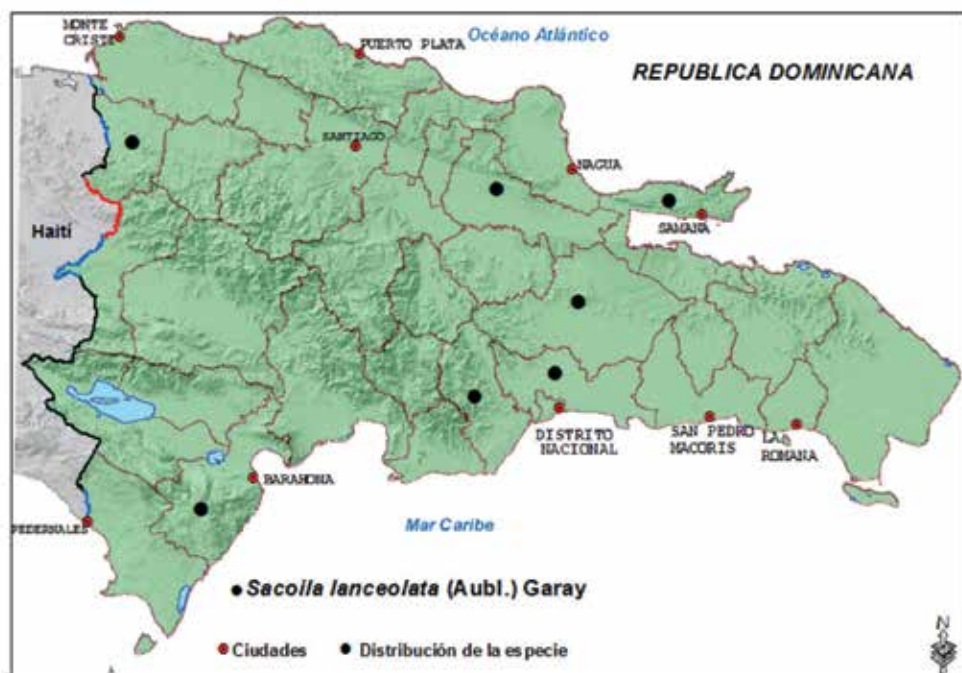 MONTE
CRISTI
PUERTO PLATA
Océano Atlántico
REPUBLICA DOMINICANA
SANTIAGO
NAGUA
SAMANA
Haití
DISTRITO
NACIONAL
SAN PEDRO
MACORIS
LA
ROMANA
BARAHONA
PEDERNALES
Mar Caribe
Sacoila lanceolata (Aubl.) Garay
Ciudades
Distribución de la especie
N